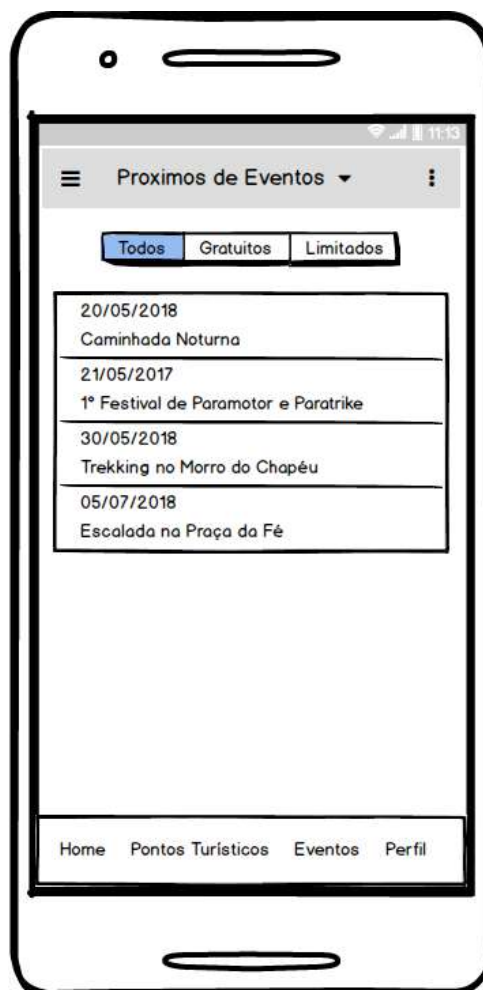 11:13
Proximos de Eventos
Todos Gratuitos Limitados
20/05/2018
Caminhada Noturna
21/05/2017
1° Festival de Paramotor e Paratrike
30/05/2018
Trekking no Morro do Chapéu
05/07/2018
Escalada na Praça da Fé
Home Pontos Turísticos Eventos Perfil